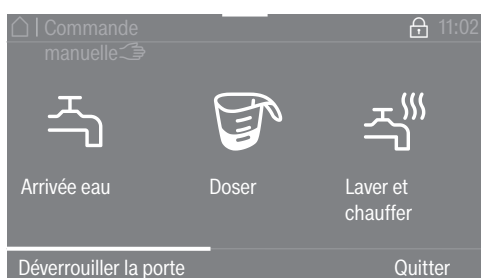 | Commande 11:02
manuelle
Arrivée eau Doser Laver et
chauffer
Déverrouiller la porte Quitter